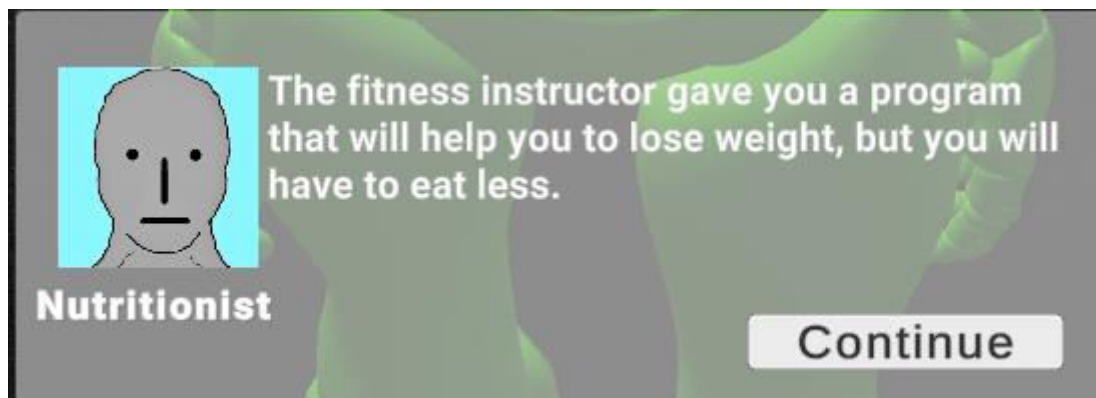 The fitness instructor gave you a program
that will help you to lose weight, but you will
have to eat less.
Nutritionist
Continue